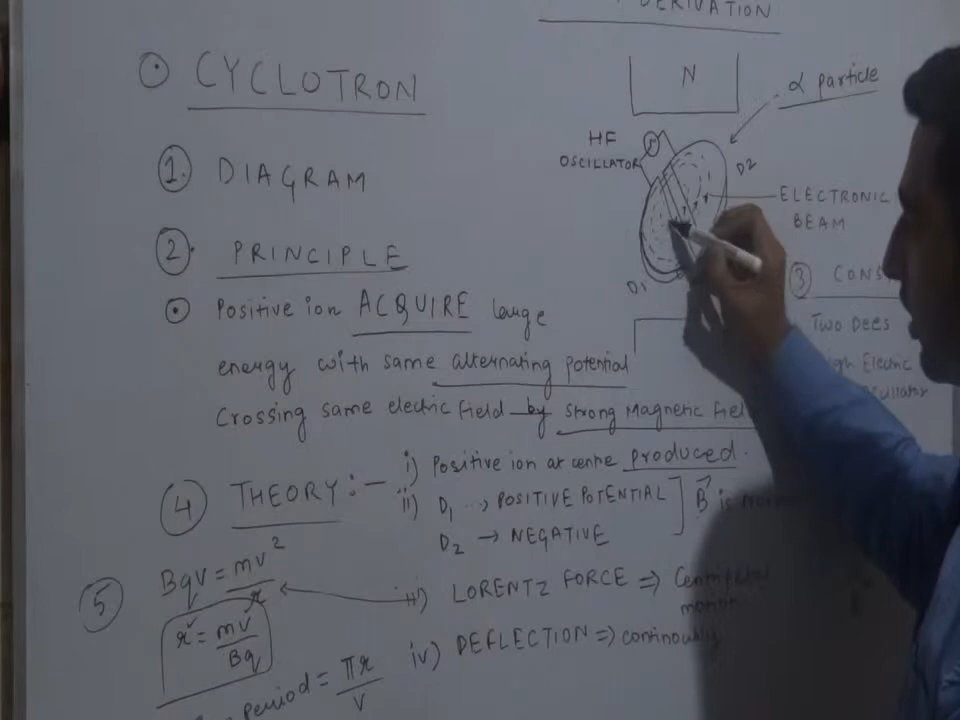 DERIVATION
CYCLOTRON
1. DIAGRAM
2. PRINCIPLE
Positive ion ACQUIRE large
energy with same alternating potential
Crossing same electric field by strong Magnetic Fiel
N
α particle
HF
OSCILLATOR
D2
ELECTRONIC
BEAM
D1
3 CONS
Two Dees
Electric
4 THEORY :-
i) Positive ion at centre produced.
ii) D1 → POSITIVE POTENTIAL
D2 → NEGATIVE
B⃗ is
iii) LORENTZ FORCE ⇒ Centripetal
motion
iv) DEFLECTION ⇒ continously
5 Bqv = mv²/r
r = mv/Bq
period = πr/v